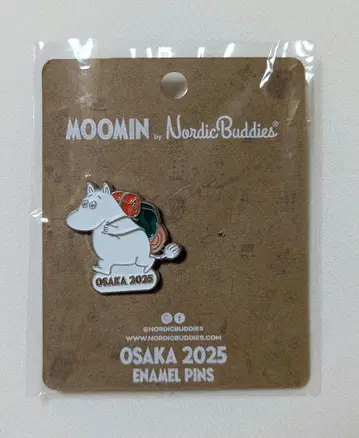 MOOMIN by NordicBuddies®
OSAKA 2025
@NORDICBUDDIES
WWW.NORDICBUDDIES.COM
OSAKA 2025
ENAMEL PINS